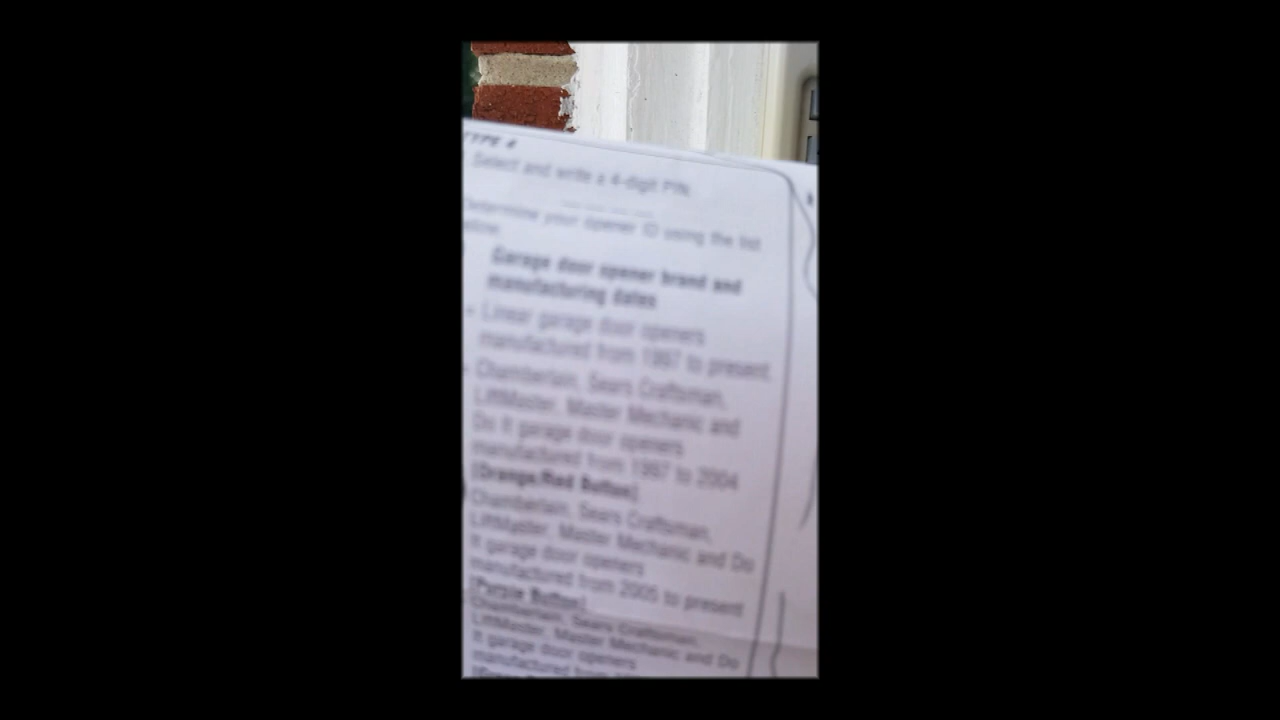 TYPE 4
Select and write a 4-digit PIN.
Determine your opener ID using the list
below.
Garage door opener brand and
manufacturing dates
• Linear garage door openers
manufactured from 1997 to present.
• Chamberlain, Sears Craftsman,
LiftMaster, Master Mechanic and
Do It garage door openers
manufactured from 1997 to 2004
[Orange/Red Button]
Chamberlain, Sears Craftsman,
LiftMaster, Master Mechanic and Do
It garage door openers
manufactured from 2005 to present
[Purple Button]
Chamberlain, Sears Craftsman,
LiftMaster, Master Mechanic and Do
It garage door openers
manufactured from